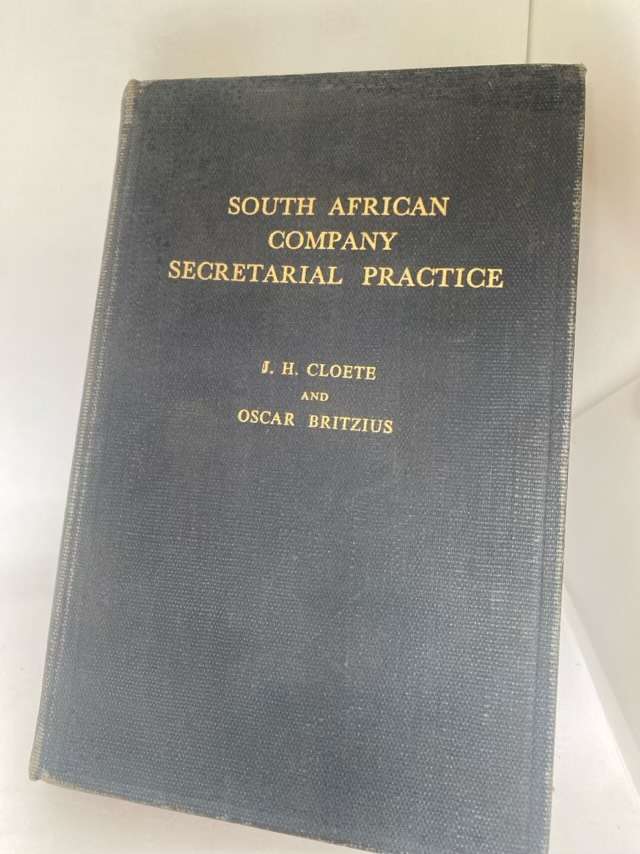 SOUTH AFRICAN
COMPANY
SECRETARIAL PRACTICE
J. H. CLOETE
AND
OSCAR BRITZIUS